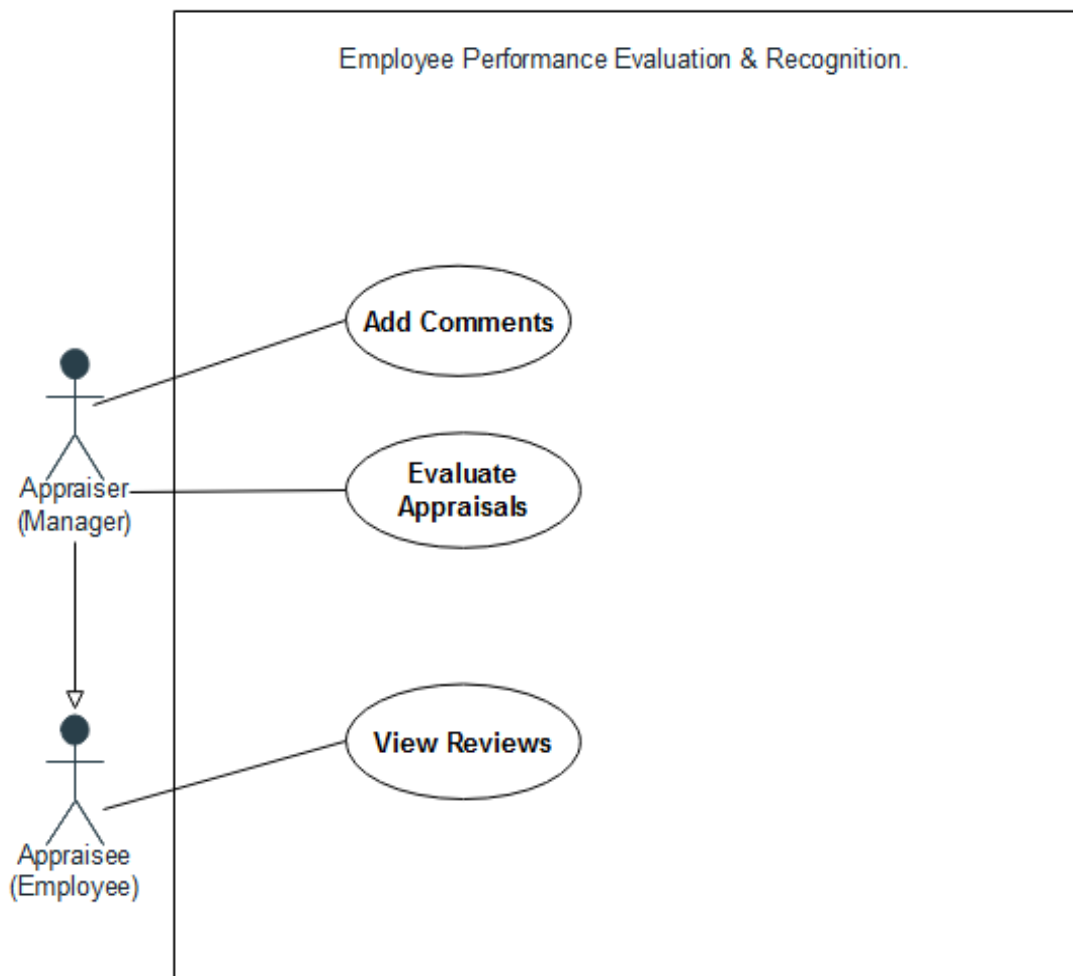 Employee Performance Evaluation & Recognition.
Add Comments
Evaluate
Appraisals
Appraiser
(Manager)
View Reviews
Appraisee
(Employee)